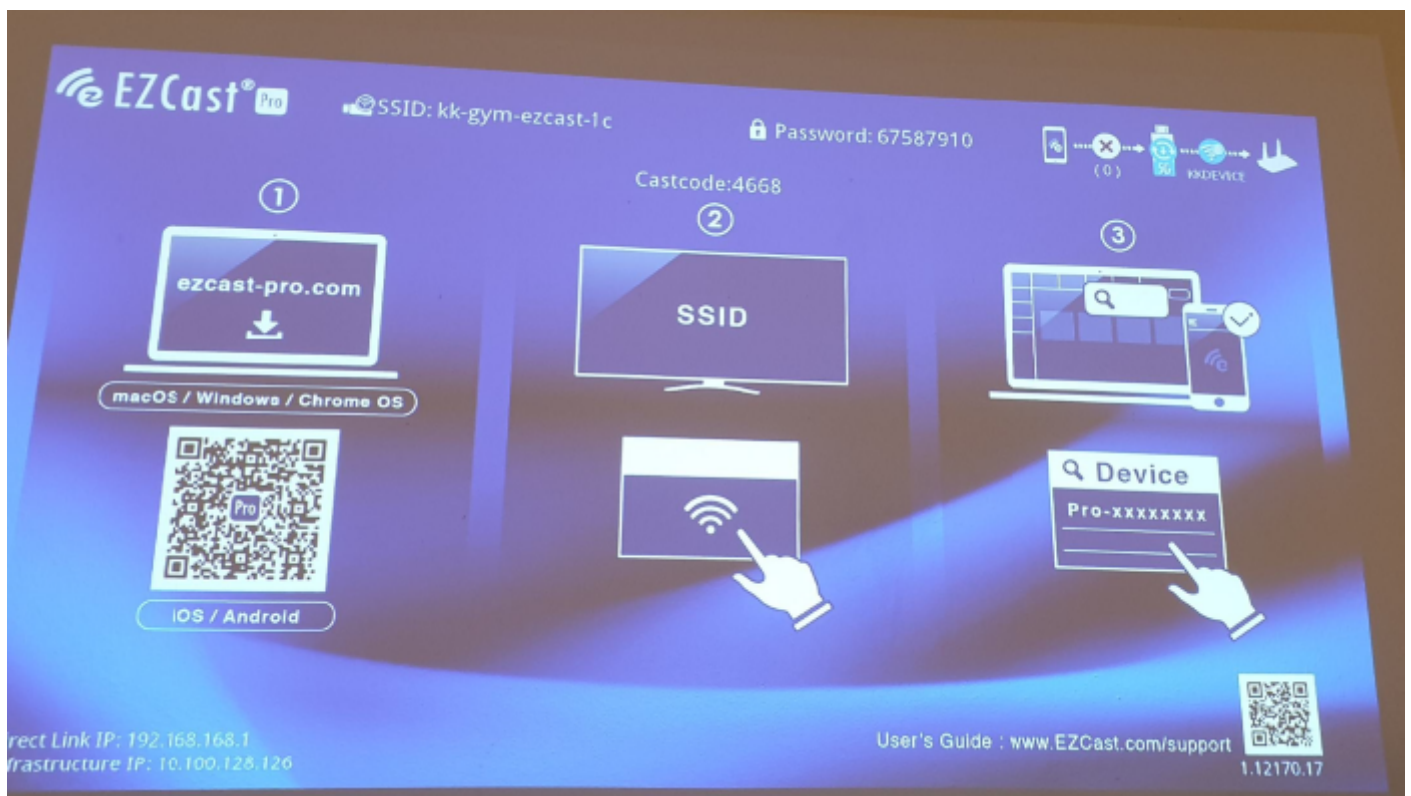 EZCast® Pro
SSID: kk-gym-ezcast-1c
Password: 67587910
(0)
5G
KKDEVICE
Castcode:4668
1
2
3
ezcast-pro.com
SSID
macOS / Windows / Chrome OS
Pro
Device
Pro-xxxxxxxx
iOS / Android
rect Link IP: 192.168.168.1
User's Guide : www.EZCast.com/support
frastructure IP: 10.100.128.126
1.12170.17